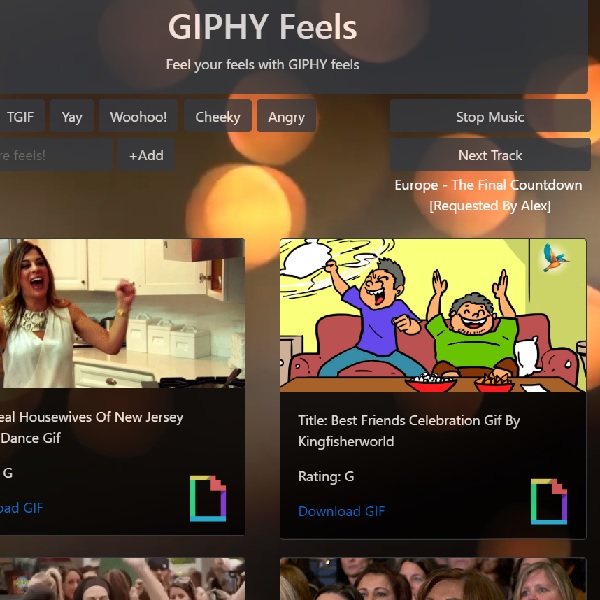 GIPHY Feels
Feel your feels with GIPHY feels
TGIF
Yay
Woohoo!
Cheeky
Angry
Stop Music
re feels!
+Add
Next Track
Europe - The Final Countdown
[Requested By Alex]
eal Housewives Of New Jersey
Dance Gif
G
oad GIF
Title: Best Friends Celebration Gif By
Kingfisherworld
Rating: G
Download GIF